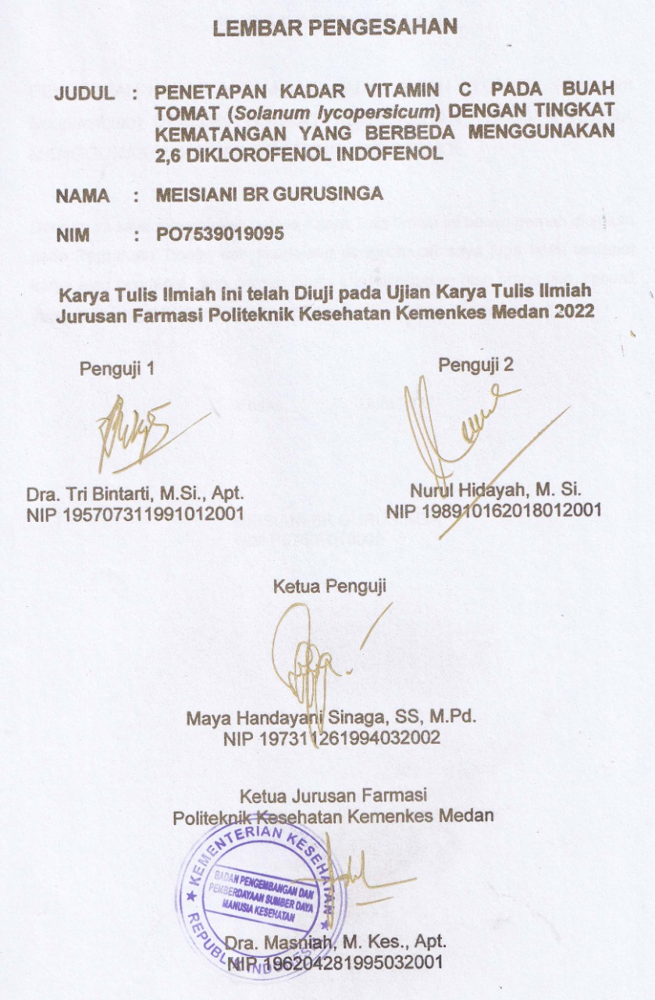 LEMBAR PENGESAHAN
JUDUL : PENETAPAN KADAR VITAMIN C PADA BUAH
TOMAT (Solanum lycopersicum) DENGAN TINGKAT
KEMATANGAN YANG BERBEDA MENGGUNAKAN
2,6 DIKLOROFENOL INDOFENOL
NAMA : MEISIANI BR GURUSINGA
NIM : PO7539019095
Karya Tulis Ilmiah ini telah Diuji pada Ujian Karya Tulis Ilmiah
Jurusan Farmasi Politeknik Kesehatan Kemenkes Medan 2022
Penguji 1
Dra. Tri Bintarti, M.Si., Apt.
NIP 195707311991012001
Penguji 2
Nurul Hidayah, M. Si.
NIP 198910162018012001
Ketua Penguji
Maya Handayani Sinaga, SS, M.Pd.
NIP 197311261994032002
Ketua Jurusan Farmasi
Politeknik Kesehatan Kemenkes Medan
KEMENTERIAN KESEHATAN
BADAN PENGEMBANGAN DAN
PEMBERDAYAAN SUMBER DAYA
MANUSIA KESEHATAN
REPUBLIK INDONESIA
Dra. Masniah, M. Kes., Apt.
NIP 196204281995032001